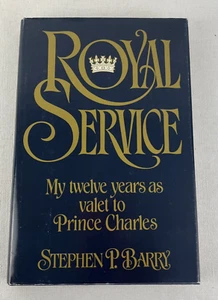 ROYAL
SERVICE
My twelve years as
valet to
Prince Charles
STEPHEN P. BARRY